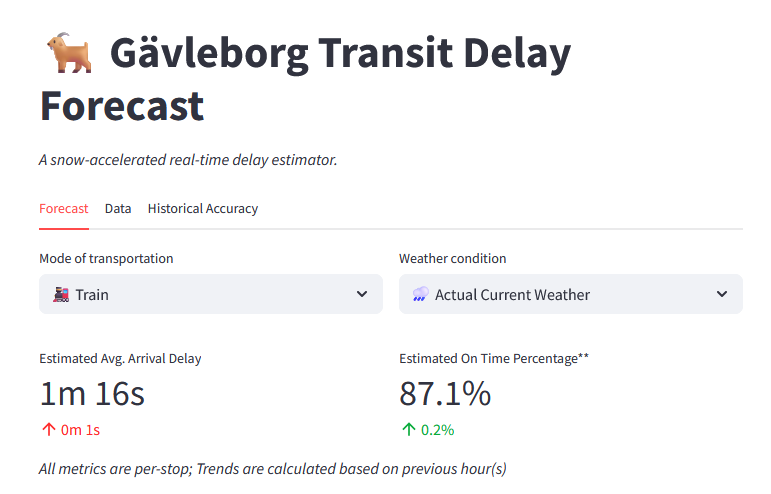 Gävleborg Transit Delay
Forecast
A snow-accelerated real-time delay estimator.
Forecast Data Historical Accuracy
Mode of transportation Weather condition
Train Actual Current Weather
Estimated Avg. Arrival Delay Estimated On Time Percentage**
1m 16s 87.1%
↑ 0m 1s ↑ 0.2%
All metrics are per-stop; Trends are calculated based on previous hour(s)